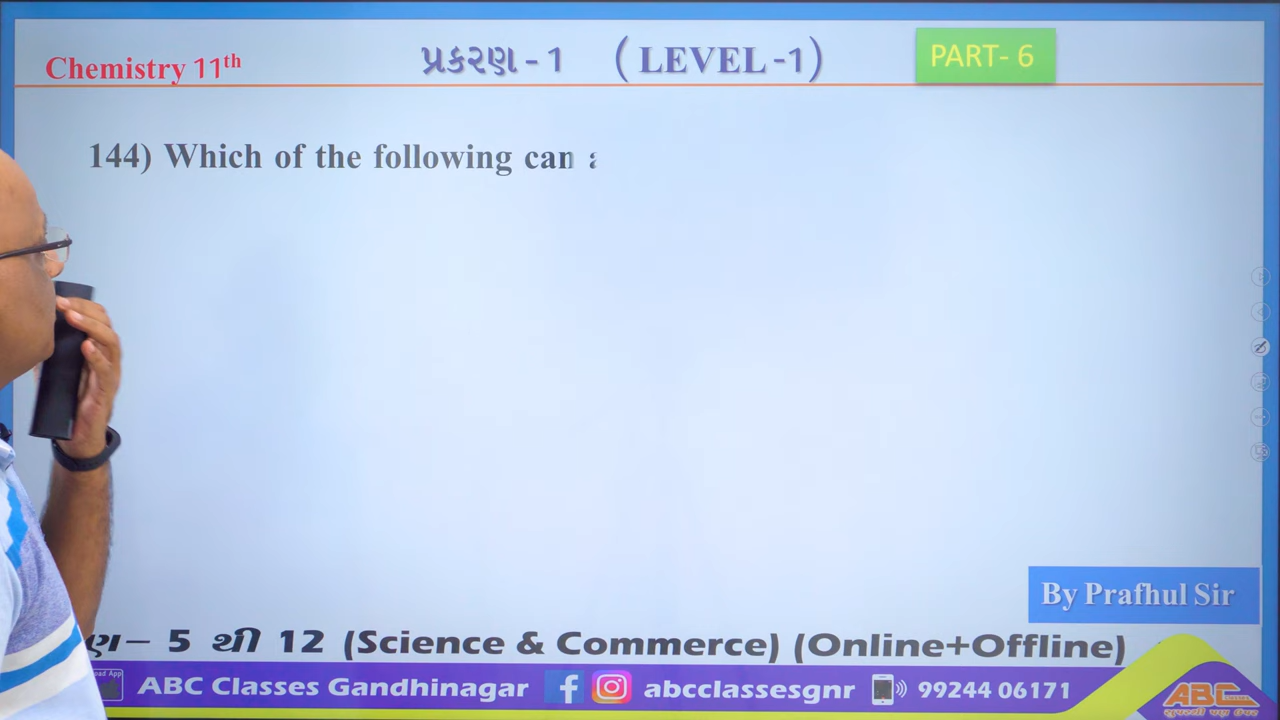 Chemistry 11th
પ્રકરણ - 1 ( LEVEL -1)
PART- 6
144) Which of the following can
By Prafhul Sir
5 થી 12 (Science & Commerce) (Online+Offline)
ABC Classes Gandhinagar abcclassesgnr 99224 06171
ABC